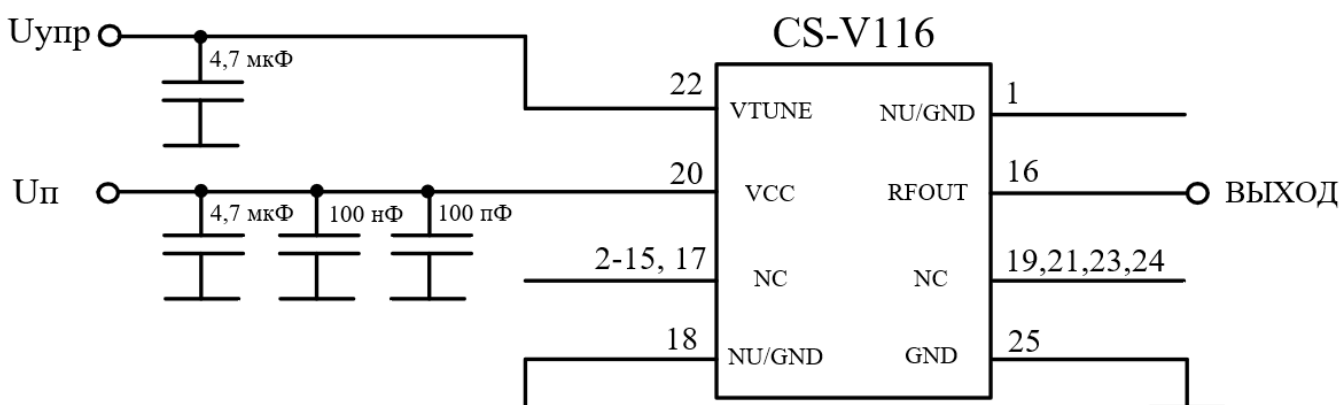 CS-V116
Uупр
4,7 мкФ
22
VTUNE
NU/GND
1
Uп
4,7 мкФ
100 нФ
100 пФ
20
VCC
RFOUT
16
ВЫХОД
2-15, 17
NC
NC
19,21,23,24
18
NU/GND
GND
25